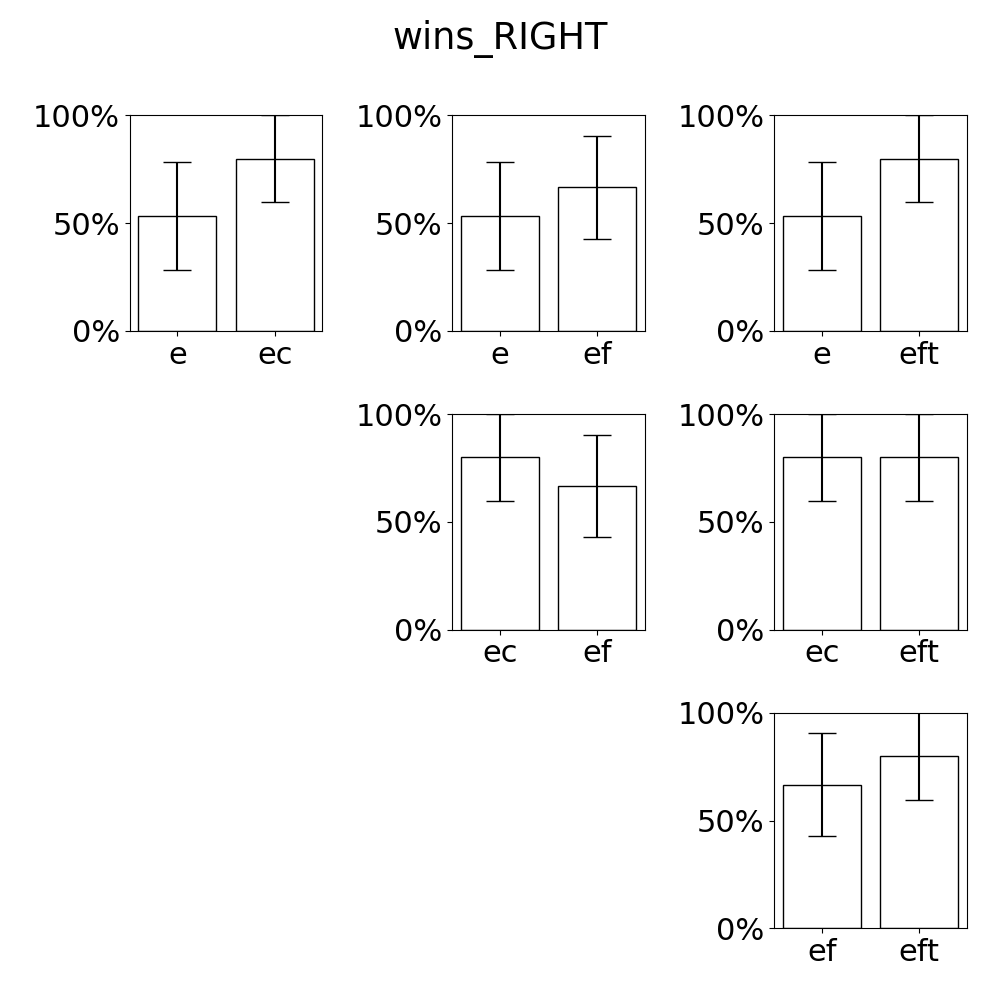 wins_RIGHT
100% 100% 100%
50% 50% 50%
0% 0% 0%
e ec e ef e eft
100% 100%
50% 50%
0% 0%
ec ef ec eft
100%
50%
0%
ef eft